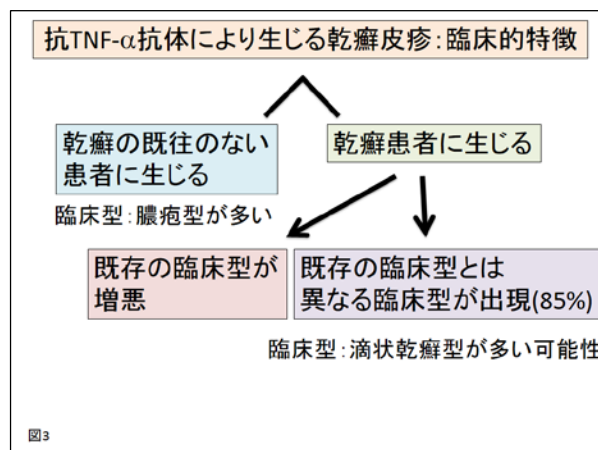 抗TNF-α抗体により生じる乾癬皮疹：臨床的特徴
乾癬の既往のない
患者に生じる
乾癬患者に生じる
臨床型：膿疱型が多い
既存の臨床型が
増悪
既存の臨床型とは
異なる臨床型が出現(85%)
臨床型：滴状乾癬型が多い可能性
図3